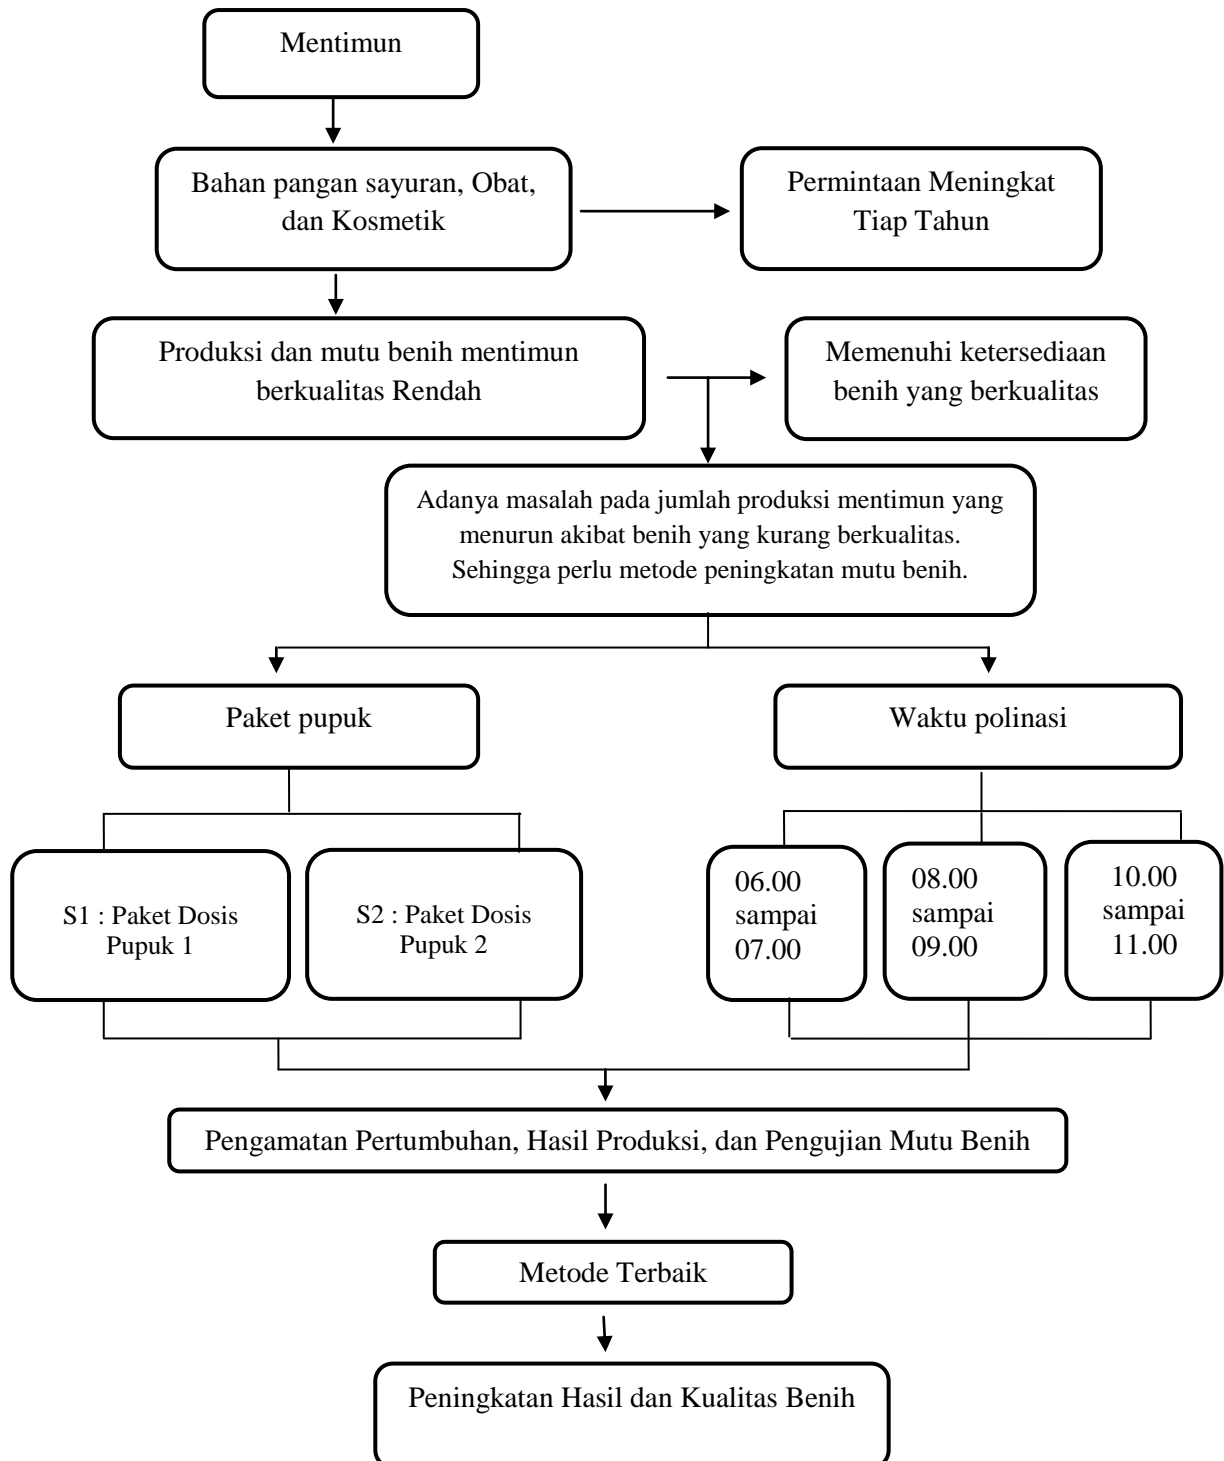 Mentimun
Bahan pangan sayuran, Obat,
dan Kosmetik
Permintaan Meningkat
Tiap Tahun
Produksi dan mutu benih mentimun
berkualitas Rendah
Memenuhi ketersediaan
benih yang berkualitas
Adanya masalah pada jumlah produksi mentimun yang
menurun akibat benih yang kurang berkualitas.
Sehingga perlu metode peningkatan mutu benih.
Paket pupuk
Waktu polinasi
S1 : Paket Dosis
Pupuk 1
S2 : Paket Dosis
Pupuk 2
06.00
sampai
07.00
08.00
sampai
09.00
10.00
sampai
11.00
Pengamatan Pertumbuhan, Hasil Produksi, dan Pengujian Mutu Benih
Metode Terbaik
Peningkatan Hasil dan Kualitas Benih